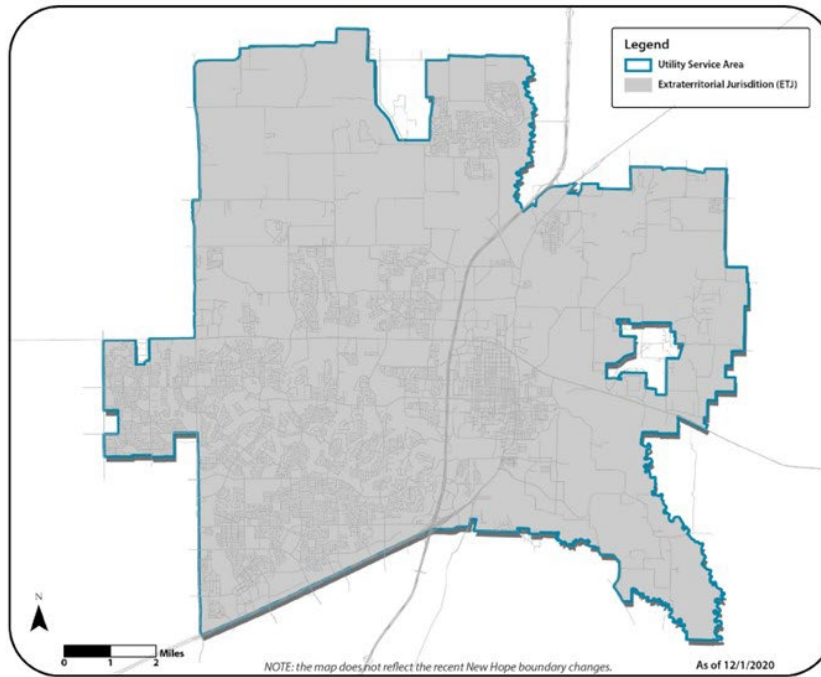 Legend
Utility Service Area
Extraterritorial Jurisdition (ETJ)
N
0 1 2 Miles
NOTE: the map does not reflect the recent New Hope boundary changes.
As of 12/1/2020